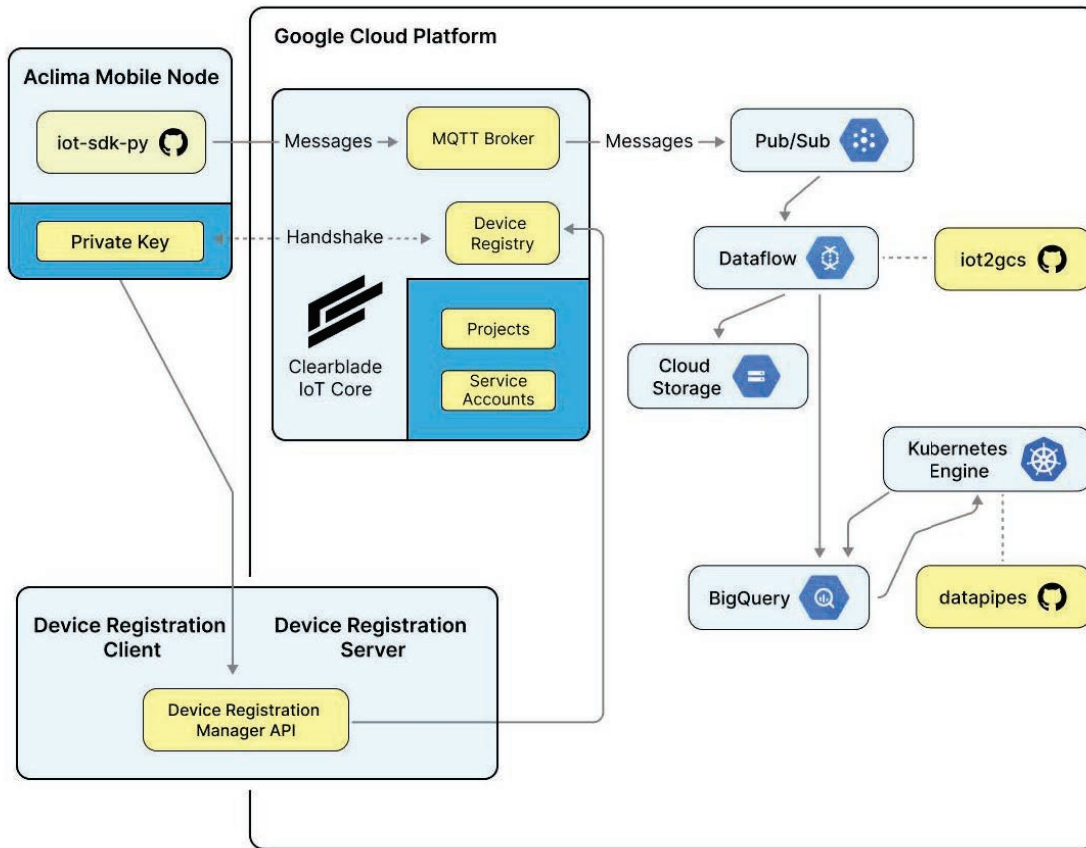 Google Cloud Platform
Aclima Mobile Node
iot-sdk-py
Messages
MQTT Broker
Messages
Pub/Sub
Private Key
Handshake
Device
Registry
Dataflow
iot2gcs
Clearblade
IoT Core
Projects
Service
Accounts
Cloud
Storage
Kubernetes
Engine
BigQuery
datapipes
Device Registration
Client
Device Registration
Server
Device Registration
Manager API